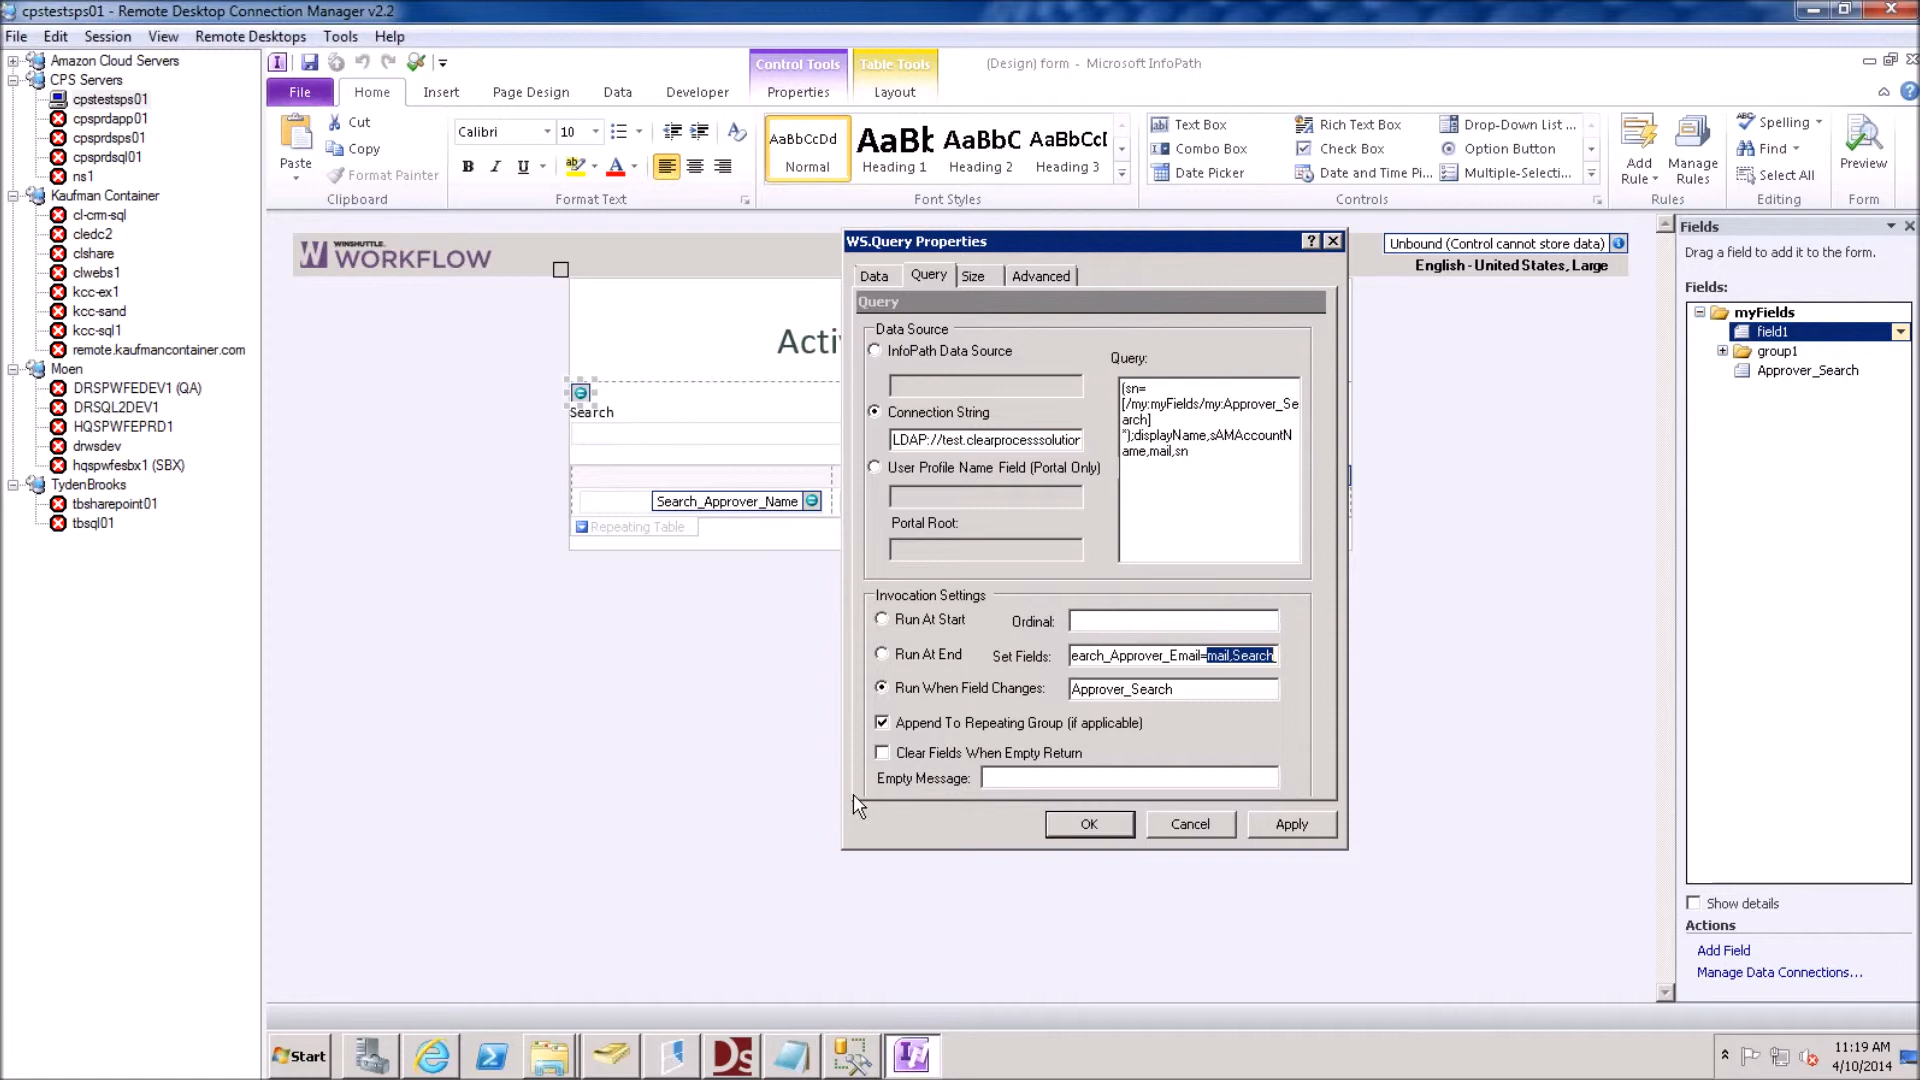 cpstestsps01 - Remote Desktop Connection Manager v2.2
File Edit Session View Remote Desktops Tools Help
Amazon Cloud Servers
CPS Servers
cpstestsps01
cpsprdapp01
cpsprdsps01
cpsprdsql01
ns1
Kaufman Container
cl-crm-sql
cledc2
clshare
clwebs1
kcc-ex1
kcc-sand
kcc-sql1
remote.kaufmancontainer.com
Moen
DRSPWFEDEV1 (QA)
DRSQL2DEV1
HQSPWFEPRD1
drwsdev
hqspwfesbx1 (SBX)
TydenBrooks
tbsharepoint01
tbsql01
Control Tools Table Tools (Design) form - Microsoft InfoPath
File Home Insert Page Design Data Developer Properties Layout
Paste
Cut
Copy
Format Painter
Clipboard
Calibri 10
B I U ab A
Format Text
AaBbCcDd Normal
AaBb Heading 1
AaBbC Heading 2
AaBbCcI Heading 3
Font Styles
Text Box Rich Text Box Drop-Down List ...
Combo Box Check Box Option Button
Date Picker Date and Time Pi... Multiple-Selecti...
Controls
Add Rule
Manage Rules
Rules
Spelling
Find
Select All
Editing
Preview
Form
W WINSHUTTLE.
WORKFLOW
Unbound (Control cannot store data)
English - United States, Large
Acti
Search
Search_Approver_Name
Repeating Table
WS.Query Properties
Data Query Size Advanced
Query
Data Source
InfoPath Data Source
Connection String
LDAP://test.clearprocesssolution
User Profile Name Field (Portal Only)
Portal Root:
Query:
(sn=
[/my:myFields/my:Approver_Se
arch]
*);displayName,sAMAccountN
ame,mail,sn
Invocation Settings
Run At Start Ordinal:
Run At End Set Fields: earch_Approver_Email=mail,Search_
Run When Field Changes: Approver_Search
Append To Repeating Group (if applicable)
Clear Fields When Empty Return
Empty Message:
OK Cancel Apply
Fields
Drag a field to add it to the form.
Fields:
myFields
field1
group1
Approver_Search
Show details
Actions
Add Field
Manage Data Connections...
Start
Ds
11:19 AM
4/10/2014